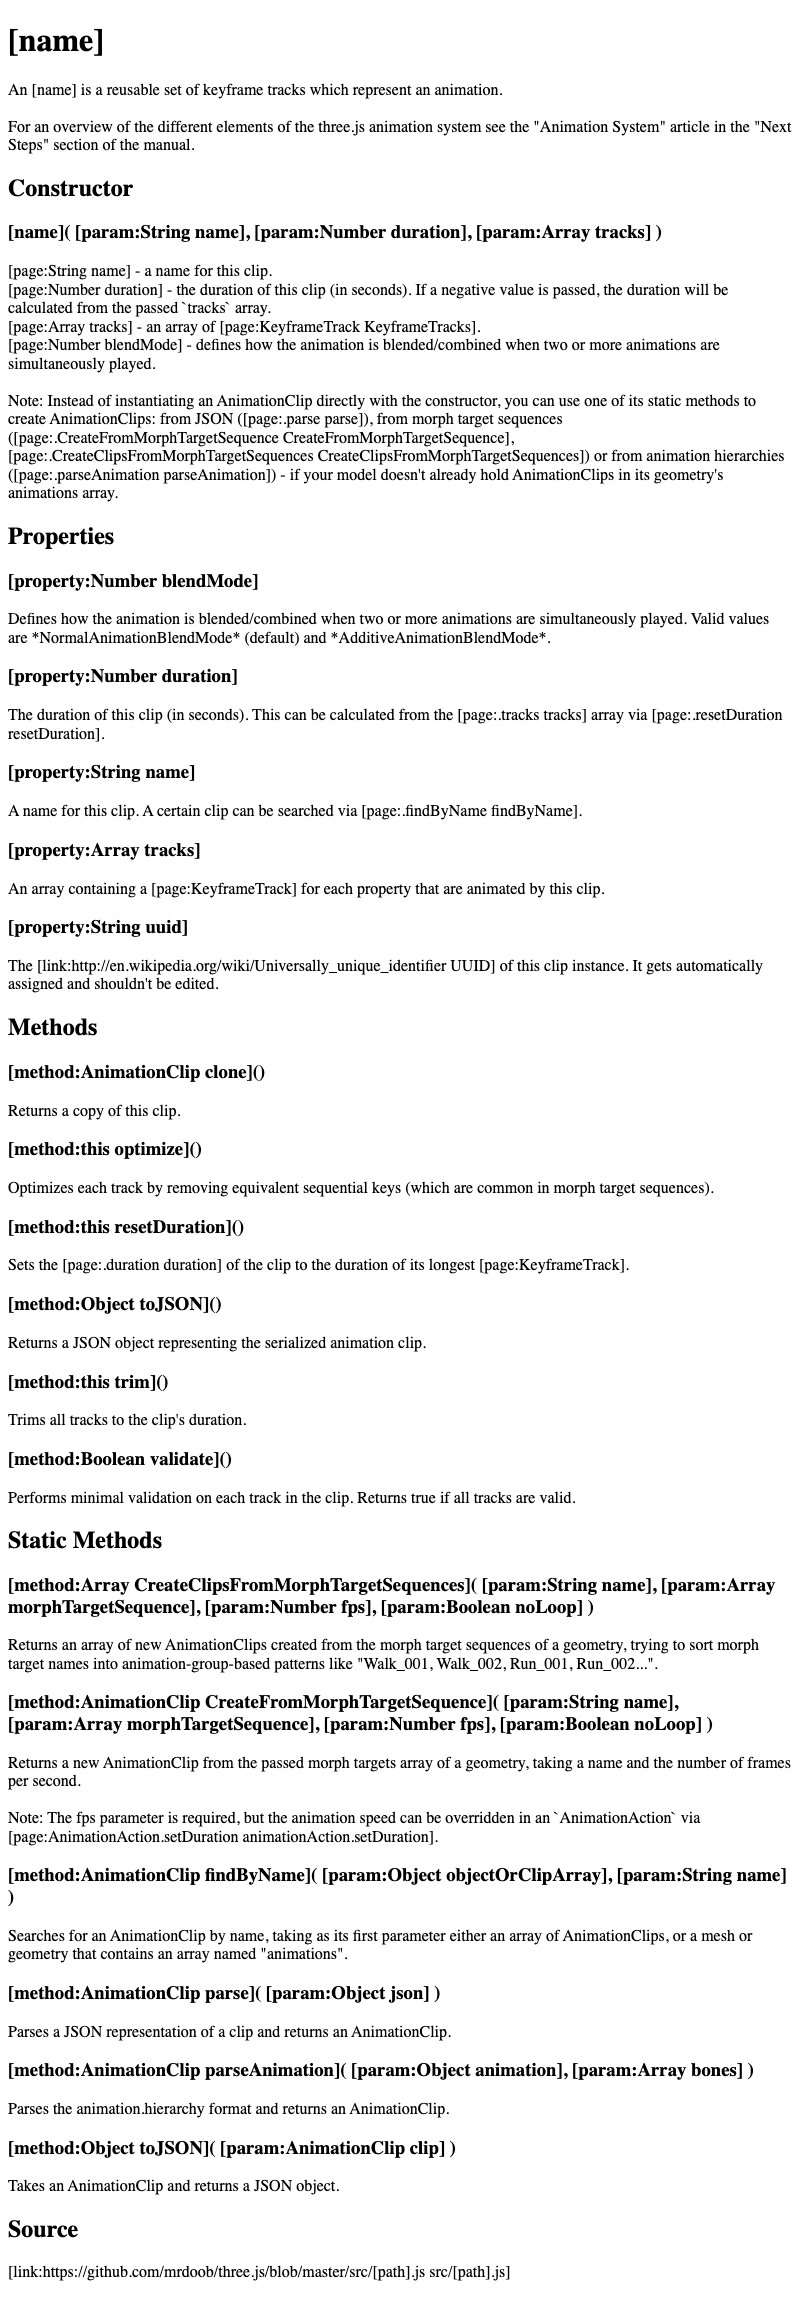 [name]
An [name] is a reusable set of keyframe tracks which represent an animation.
For an overview of the different elements of the three.js animation system see the "Animation System" article in the "Next
Steps" section of the manual.
Constructor
[name]( [param:String name], [param:Number duration], [param:Array tracks] )
[page:String name] - a name for this clip.
[page:Number duration] - the duration of this clip (in seconds). If a negative value is passed, the duration will be
calculated from the passed `tracks` array.
[page:Array tracks] - an array of [page:KeyframeTrack KeyframeTracks].
[page:Number blendMode] - defines how the animation is blended/combined when two or more animations are
simultaneously played.
Note: Instead of instantiating an AnimationClip directly with the constructor, you can use one of its static methods to
create AnimationClips: from JSON ([page:.parse parse]), from morph target sequences
([page:.CreateFromMorphTargetSequence CreateFromMorphTargetSequence],
[page:.CreateClipsFromMorphTargetSequences CreateClipsFromMorphTargetSequences]) or from animation hierarchies
([page:.parseAnimation parseAnimation]) - if your model doesn't already hold AnimationClips in its geometry's
animations array.
Properties
[property:Number blendMode]
Defines how the animation is blended/combined when two or more animations are simultaneously played. Valid values
are *NormalAnimationBlendMode* (default) and *AdditiveAnimationBlendMode*.
[property:Number duration]
The duration of this clip (in seconds). This can be calculated from the [page:.tracks tracks] array via [page:.resetDuration
resetDuration].
[property:String name]
A name for this clip. A certain clip can be searched via [page:.findByName findByName].
[property:Array tracks]
An array containing a [page:KeyframeTrack] for each property that are animated by this clip.
[property:String uuid]
The [link:http://en.wikipedia.org/wiki/Universally_unique_identifier UUID] of this clip instance. It gets automatically
assigned and shouldn't be edited.
Methods
[method:AnimationClip clone]()
Returns a copy of this clip.
[method:this optimize]()
Optimizes each track by removing equivalent sequential keys (which are common in morph target sequences).
[method:this resetDuration]()
Sets the [page:.duration duration] of the clip to the duration of its longest [page:KeyframeTrack].
[method:Object toJSON]()
Returns a JSON object representing the serialized animation clip.
[method:this trim]()
Trims all tracks to the clip's duration.
[method:Boolean validate]()
Performs minimal validation on each track in the clip. Returns true if all tracks are valid.
Static Methods
[method:Array CreateClipsFromMorphTargetSequences]( [param:String name], [param:Array
morphTargetSequence], [param:Number fps], [param:Boolean noLoop] )
Returns an array of new AnimationClips created from the morph target sequences of a geometry, trying to sort morph
target names into animation-group-based patterns like "Walk_001, Walk_002, Run_001, Run_002...".
[method:AnimationClip CreateFromMorphTargetSequence]( [param:String name],
[param:Array morphTargetSequence], [param:Number fps], [param:Boolean noLoop] )
Returns a new AnimationClip from the passed morph targets array of a geometry, taking a name and the number of frames
per second.
Note: The fps parameter is required, but the animation speed can be overridden in an `AnimationAction` via
[page:AnimationAction.setDuration animationAction.setDuration].
[method:AnimationClip findByName]( [param:Object objectOrClipArray], [param:String name]
)
Searches for an AnimationClip by name, taking as its first parameter either an array of AnimationClips, or a mesh or
geometry that contains an array named "animations".
[method:AnimationClip parse]( [param:Object json] )
Parses a JSON representation of a clip and returns an AnimationClip.
[method:AnimationClip parseAnimation]( [param:Object animation], [param:Array bones] )
Parses the animation.hierarchy format and returns an AnimationClip.
[method:Object toJSON]( [param:AnimationClip clip] )
Takes an AnimationClip and returns a JSON object.
Source
[link:https://github.com/mrdoob/three.js/blob/master/src/[path].js src/[path].js]